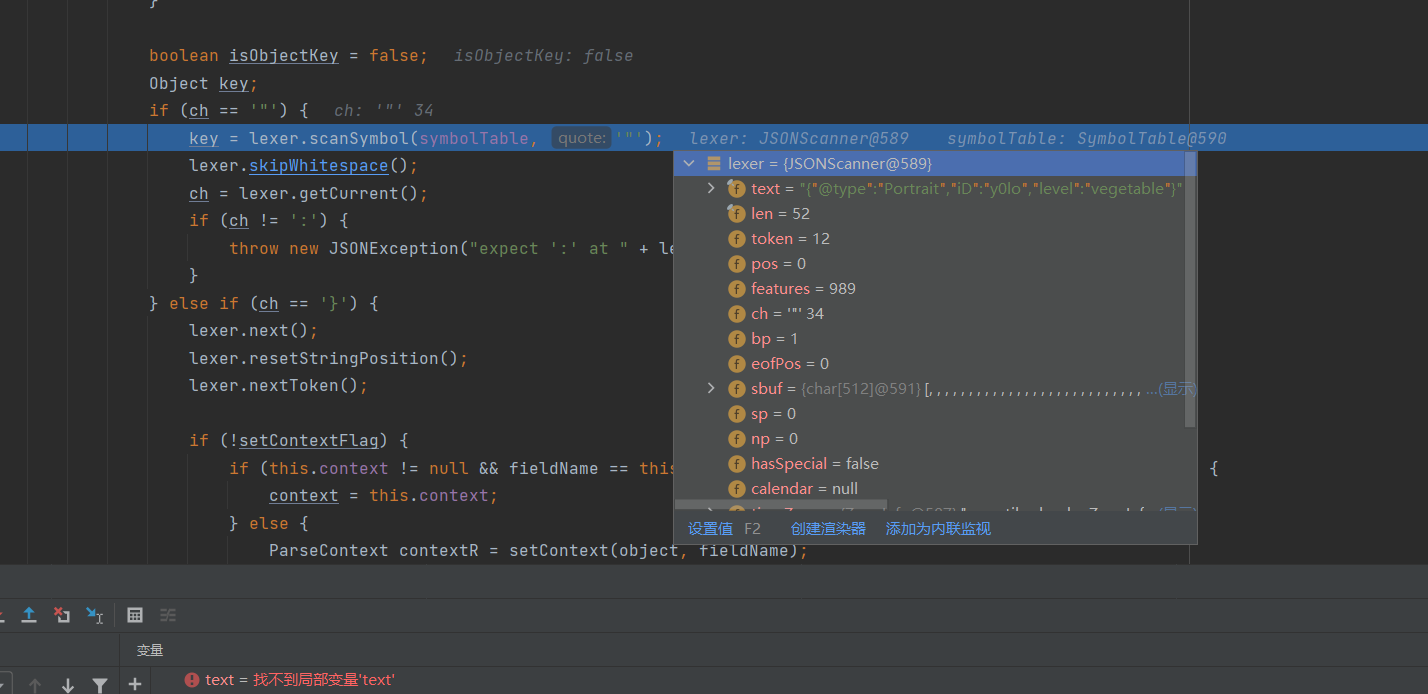 }
boolean isObjectKey = false; isObjectKey: false
Object key;
if (ch == '"') { ch: '"' 34
key = lexer.scanSymbol(symbolTable, quote: '"'); lexer: JSONScanner@589 symbolTable: SymbolTable@590
lexer = {JSONScanner@589}
lexer.skipWhitespace();
text = "{"@type":"Portrait","iD":"y0lo","level":"vegetable"}"
ch = lexer.getCurrent();
len = 52
if (ch != ':') {
token = 12
throw new JSONException("expect ':' at " + le
pos = 0
}
features = 989
} else if (ch == '}') {
ch = '"' 34
lexer.next();
bp = 1
lexer.resetStringPosition();
eofPos = 0
lexer.nextToken();
sbuf = {char[512]@591} [, , , , , , , , , , , , , , , , , , , , , , , , , , , ...(显示)
sp = 0
if (!setContextFlag) {
np = 0
if (this.context != null && fieldName == this {
hasSpecial = false
context = this.context;
calendar = null
} else {
设置值 F2 创建渲染器 添加为内联监视
ParseContext contextR = setContext(object, fieldName);
变量
text = 找不到局部变量'text'